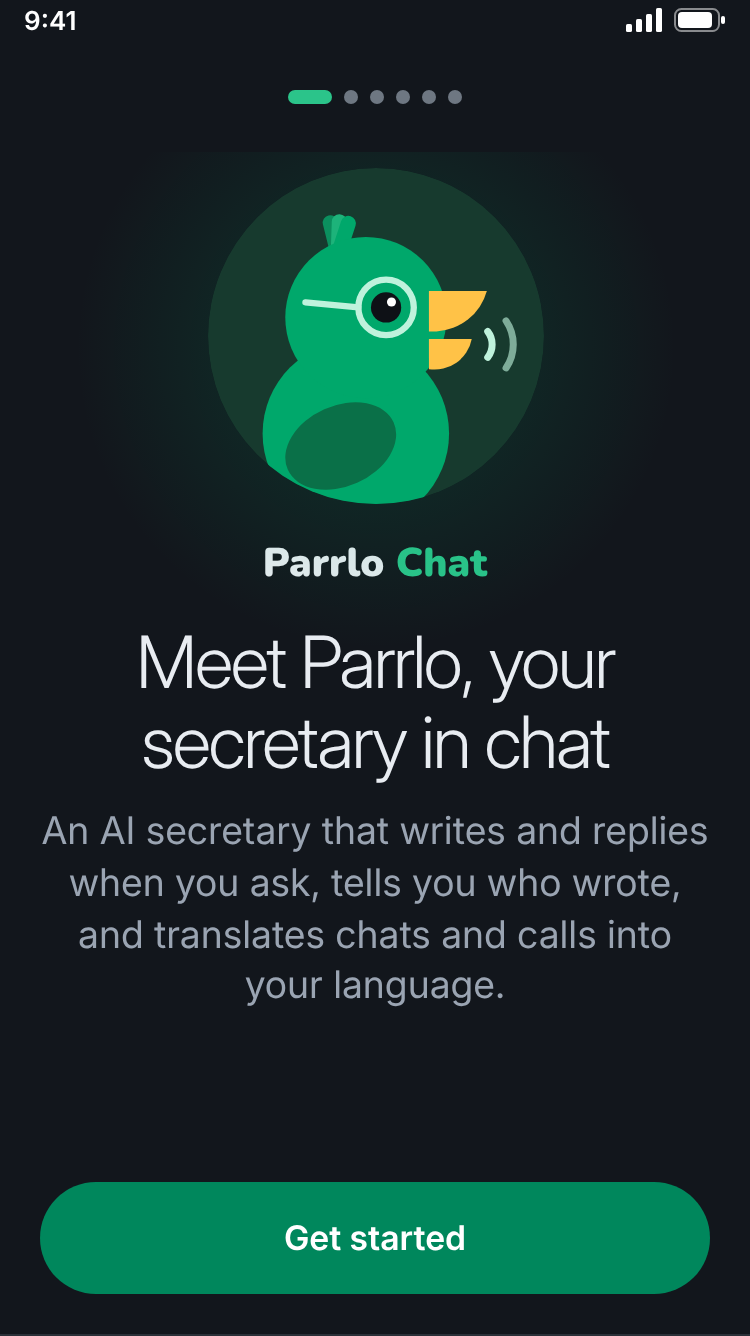 9:41
Parrlo Chat
Meet Parrlo, your
secretary in chat
An AI secretary that writes and replies
when you ask, tells you who wrote,
and translates chats and calls into
your language.
Get started